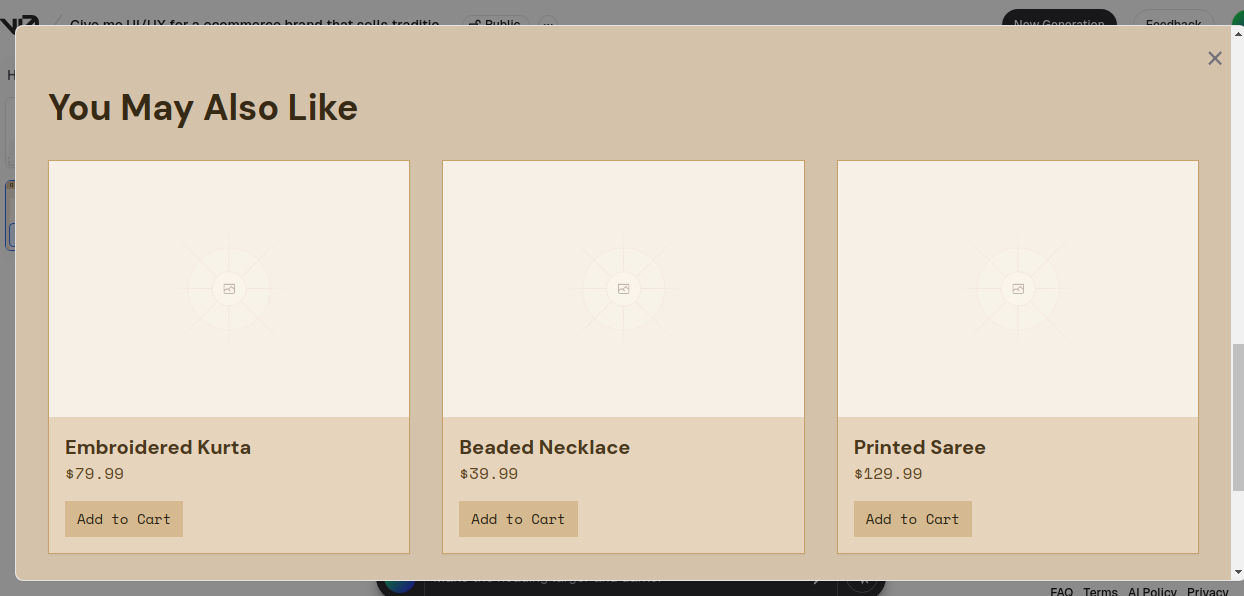 Give me UI/UX for a ecommerce brand that sells traditio
Public
New Generation
Feedback
You May Also Like
Embroidered Kurta
Beaded Necklace
Printed Saree
$79.99
$39.99
$129.99
Add to Cart
Add to Cart
Add to Cart
FAQ Terms AI Policy Privacy